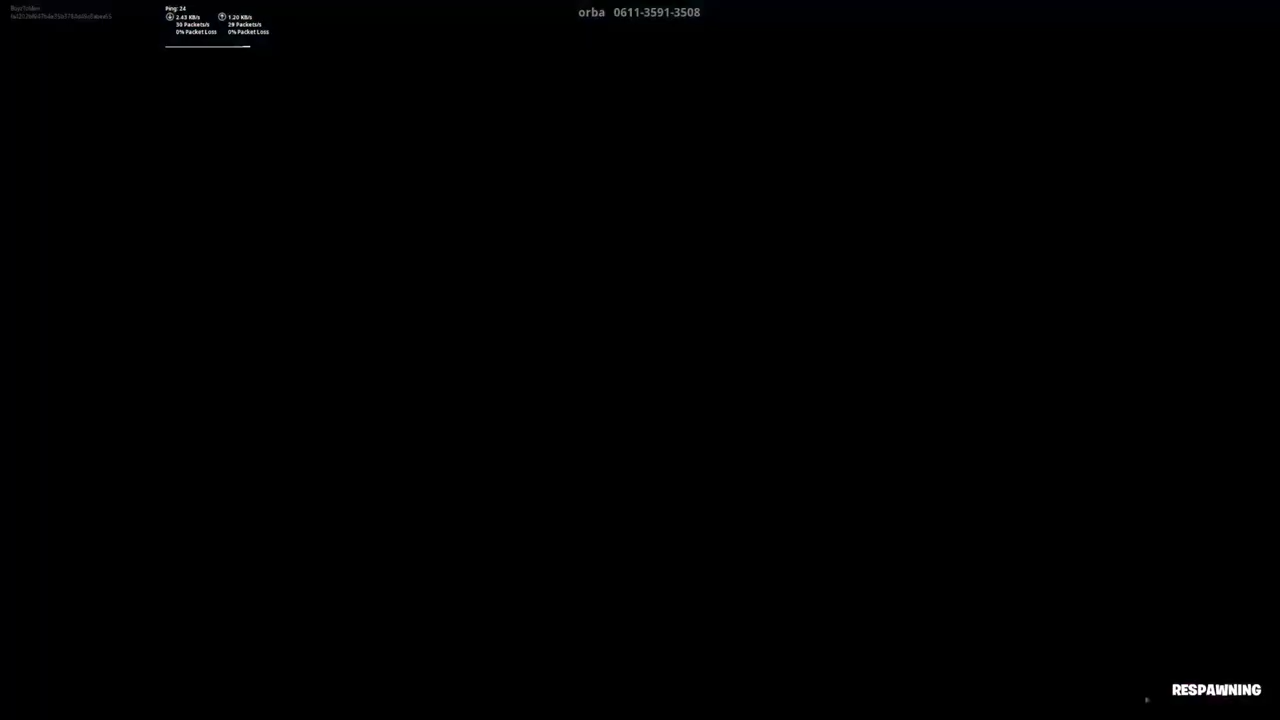 Ping: 24
2.43 KB/s 1.20 KB/s
30 Packets/s 29 Packets/s
0% Packet Loss 0% Packet Loss
orba 0611-3591-3508
RESPAWNING